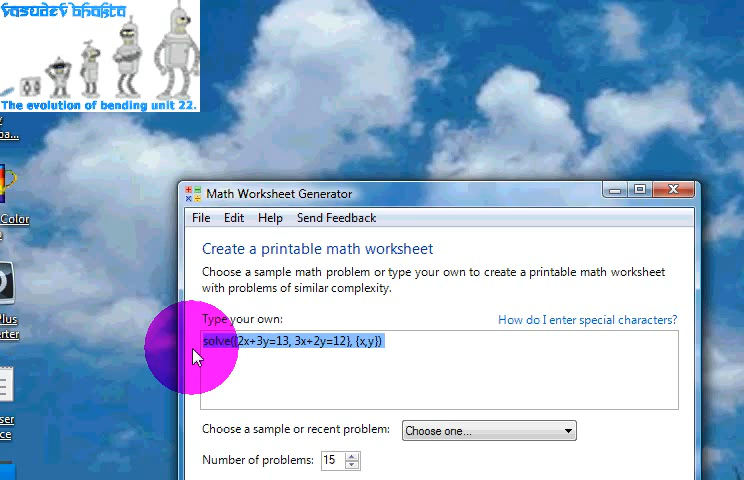 vasudev bhakta
The evolution of bending unit 22.
Color
Math Worksheet Generator
File Edit Help Send Feedback
Create a printable math worksheet
Choose a sample math problem or type your own to create a printable math worksheet
with problems of similar complexity.
Type your own:
How do I enter special characters?
solve({2x+3y=13, 3x+2y=12}, {x,y})
Choose a sample or recent problem:
Choose one...
Number of problems:
15